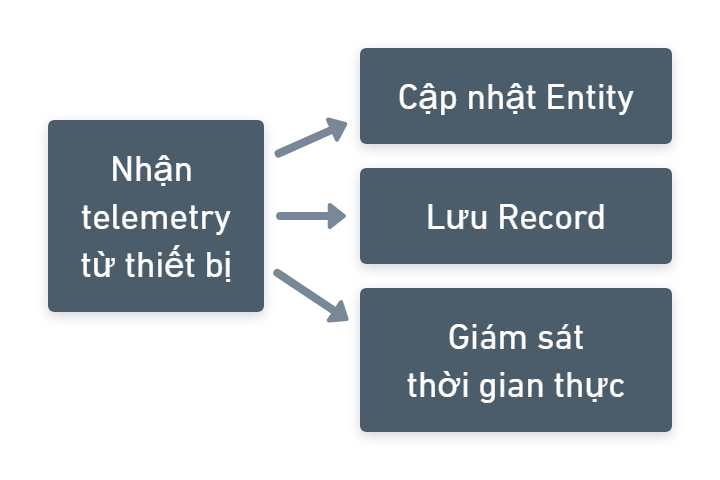 Nhận
telemetry
từ thiết bị
Cập nhật Entity
Lưu Record
Giám sát
thời gian thực